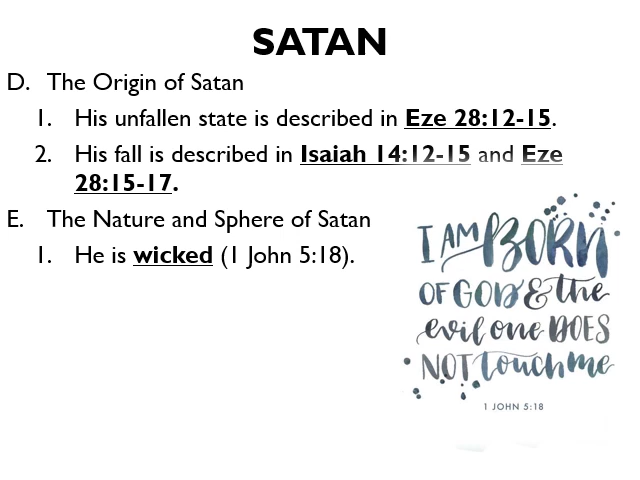 SATAN
D. The Origin of Satan
1. His unfallen state is described in Eze 28:12-15.
2. His fall is described in Isaiah 14:12-15 and Eze
28:15-17.
E. The Nature and Sphere of Satan
1. He is wicked (1 John 5:18).
I AM BORN
OF GOD & the
evil one DOES
NOT touch me
1 JOHN 5:18